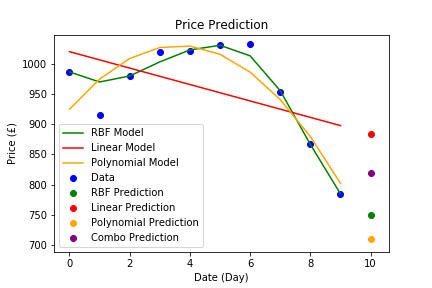 Price Prediction
1000
950
900
850
800
750
700
Price (£)
RBF Model
Linear Model
Polynomial Model
Data
RBF Prediction
Linear Prediction
Polynomial Prediction
Combo Prediction
0 2 4 6 8 10
Date (Day)